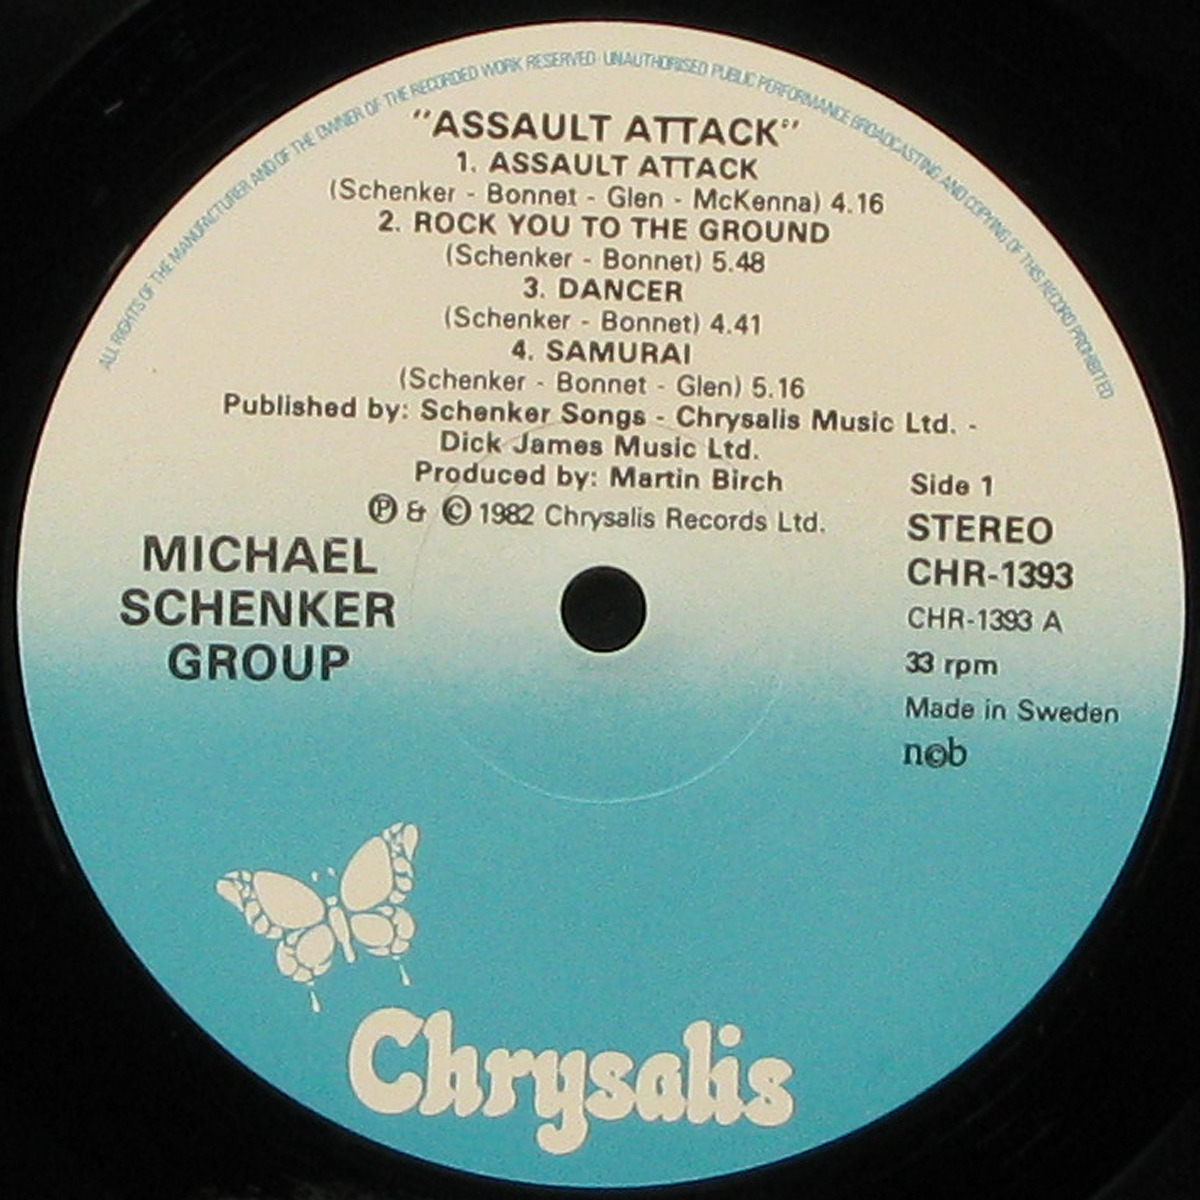 ALL RIGHTS OF THE MANUFACTURER AND OF THE OWNER OF THE RECORDED WORK RESERVED · UNAUTHORISED PUBLIC PERFORMANCE BROADCASTING AND COPYING OF THIS RECORD PROHIBITED
"ASSAULT ATTACK"
1. ASSAULT ATTACK
(Schenker - Bonnet - Glen - McKenna) 4.16
2. ROCK YOU TO THE GROUND
(Schenker - Bonnet) 5.48
3. DANCER
(Schenker - Bonnet) 4.41
4. SAMURAI
(Schenker - Bonnet - Glen) 5.16
Published by: Schenker Songs - Chrysalis Music Ltd. -
Dick James Music Ltd.
Produced by: Martin Birch
℗ & © 1982 Chrysalis Records Ltd.
MICHAEL
SCHENKER
GROUP
Side 1
STEREO
CHR-1393
CHR-1393 A
33 rpm
Made in Sweden
n©b
Chrysalis